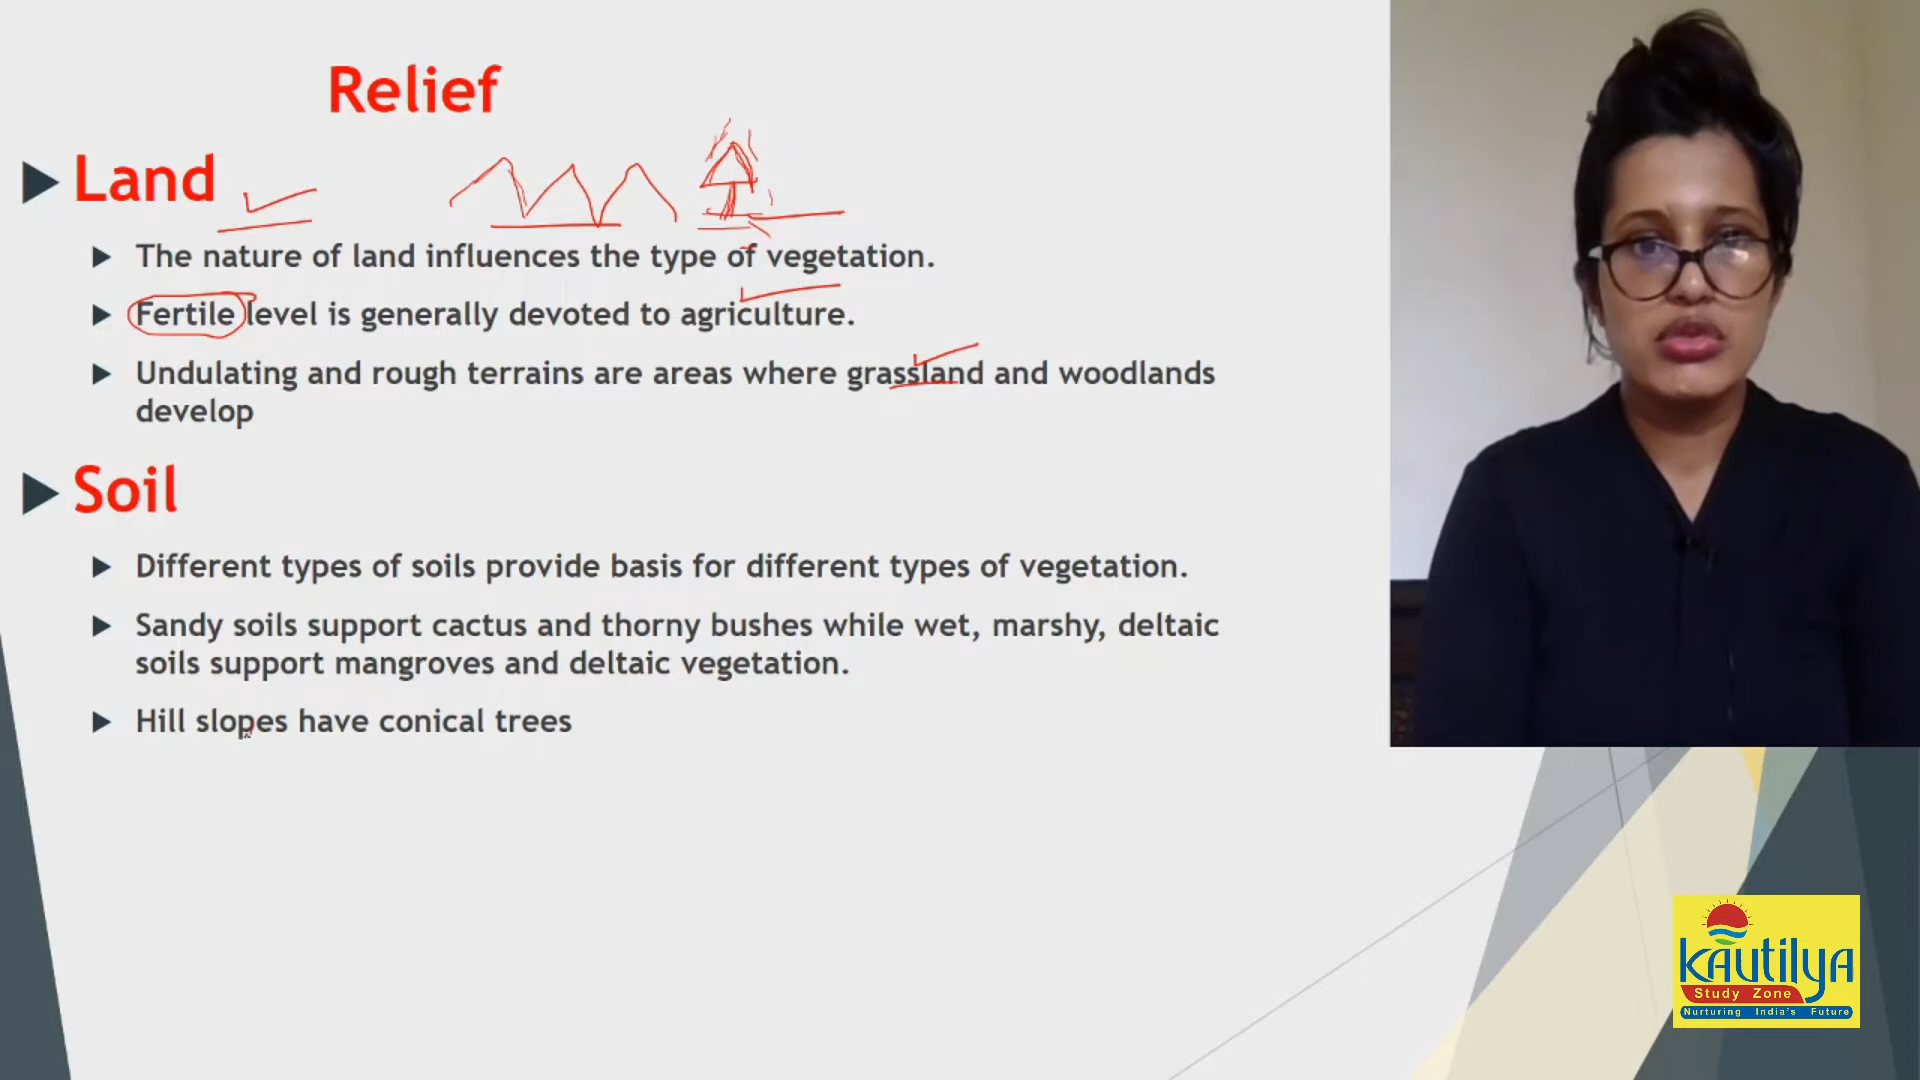 Relief
Land
The nature of land influences the type of vegetation.
Fertile level is generally devoted to agriculture.
Undulating and rough terrains are areas where grassland and woodlands
develop
Soil
Different types of soils provide basis for different types of vegetation.
Sandy soils support cactus and thorny bushes while wet, marshy, deltaic
soils support mangroves and deltaic vegetation.
Hill slopes have conical trees
Kautilya
Study Zone
Nurturing India's Future